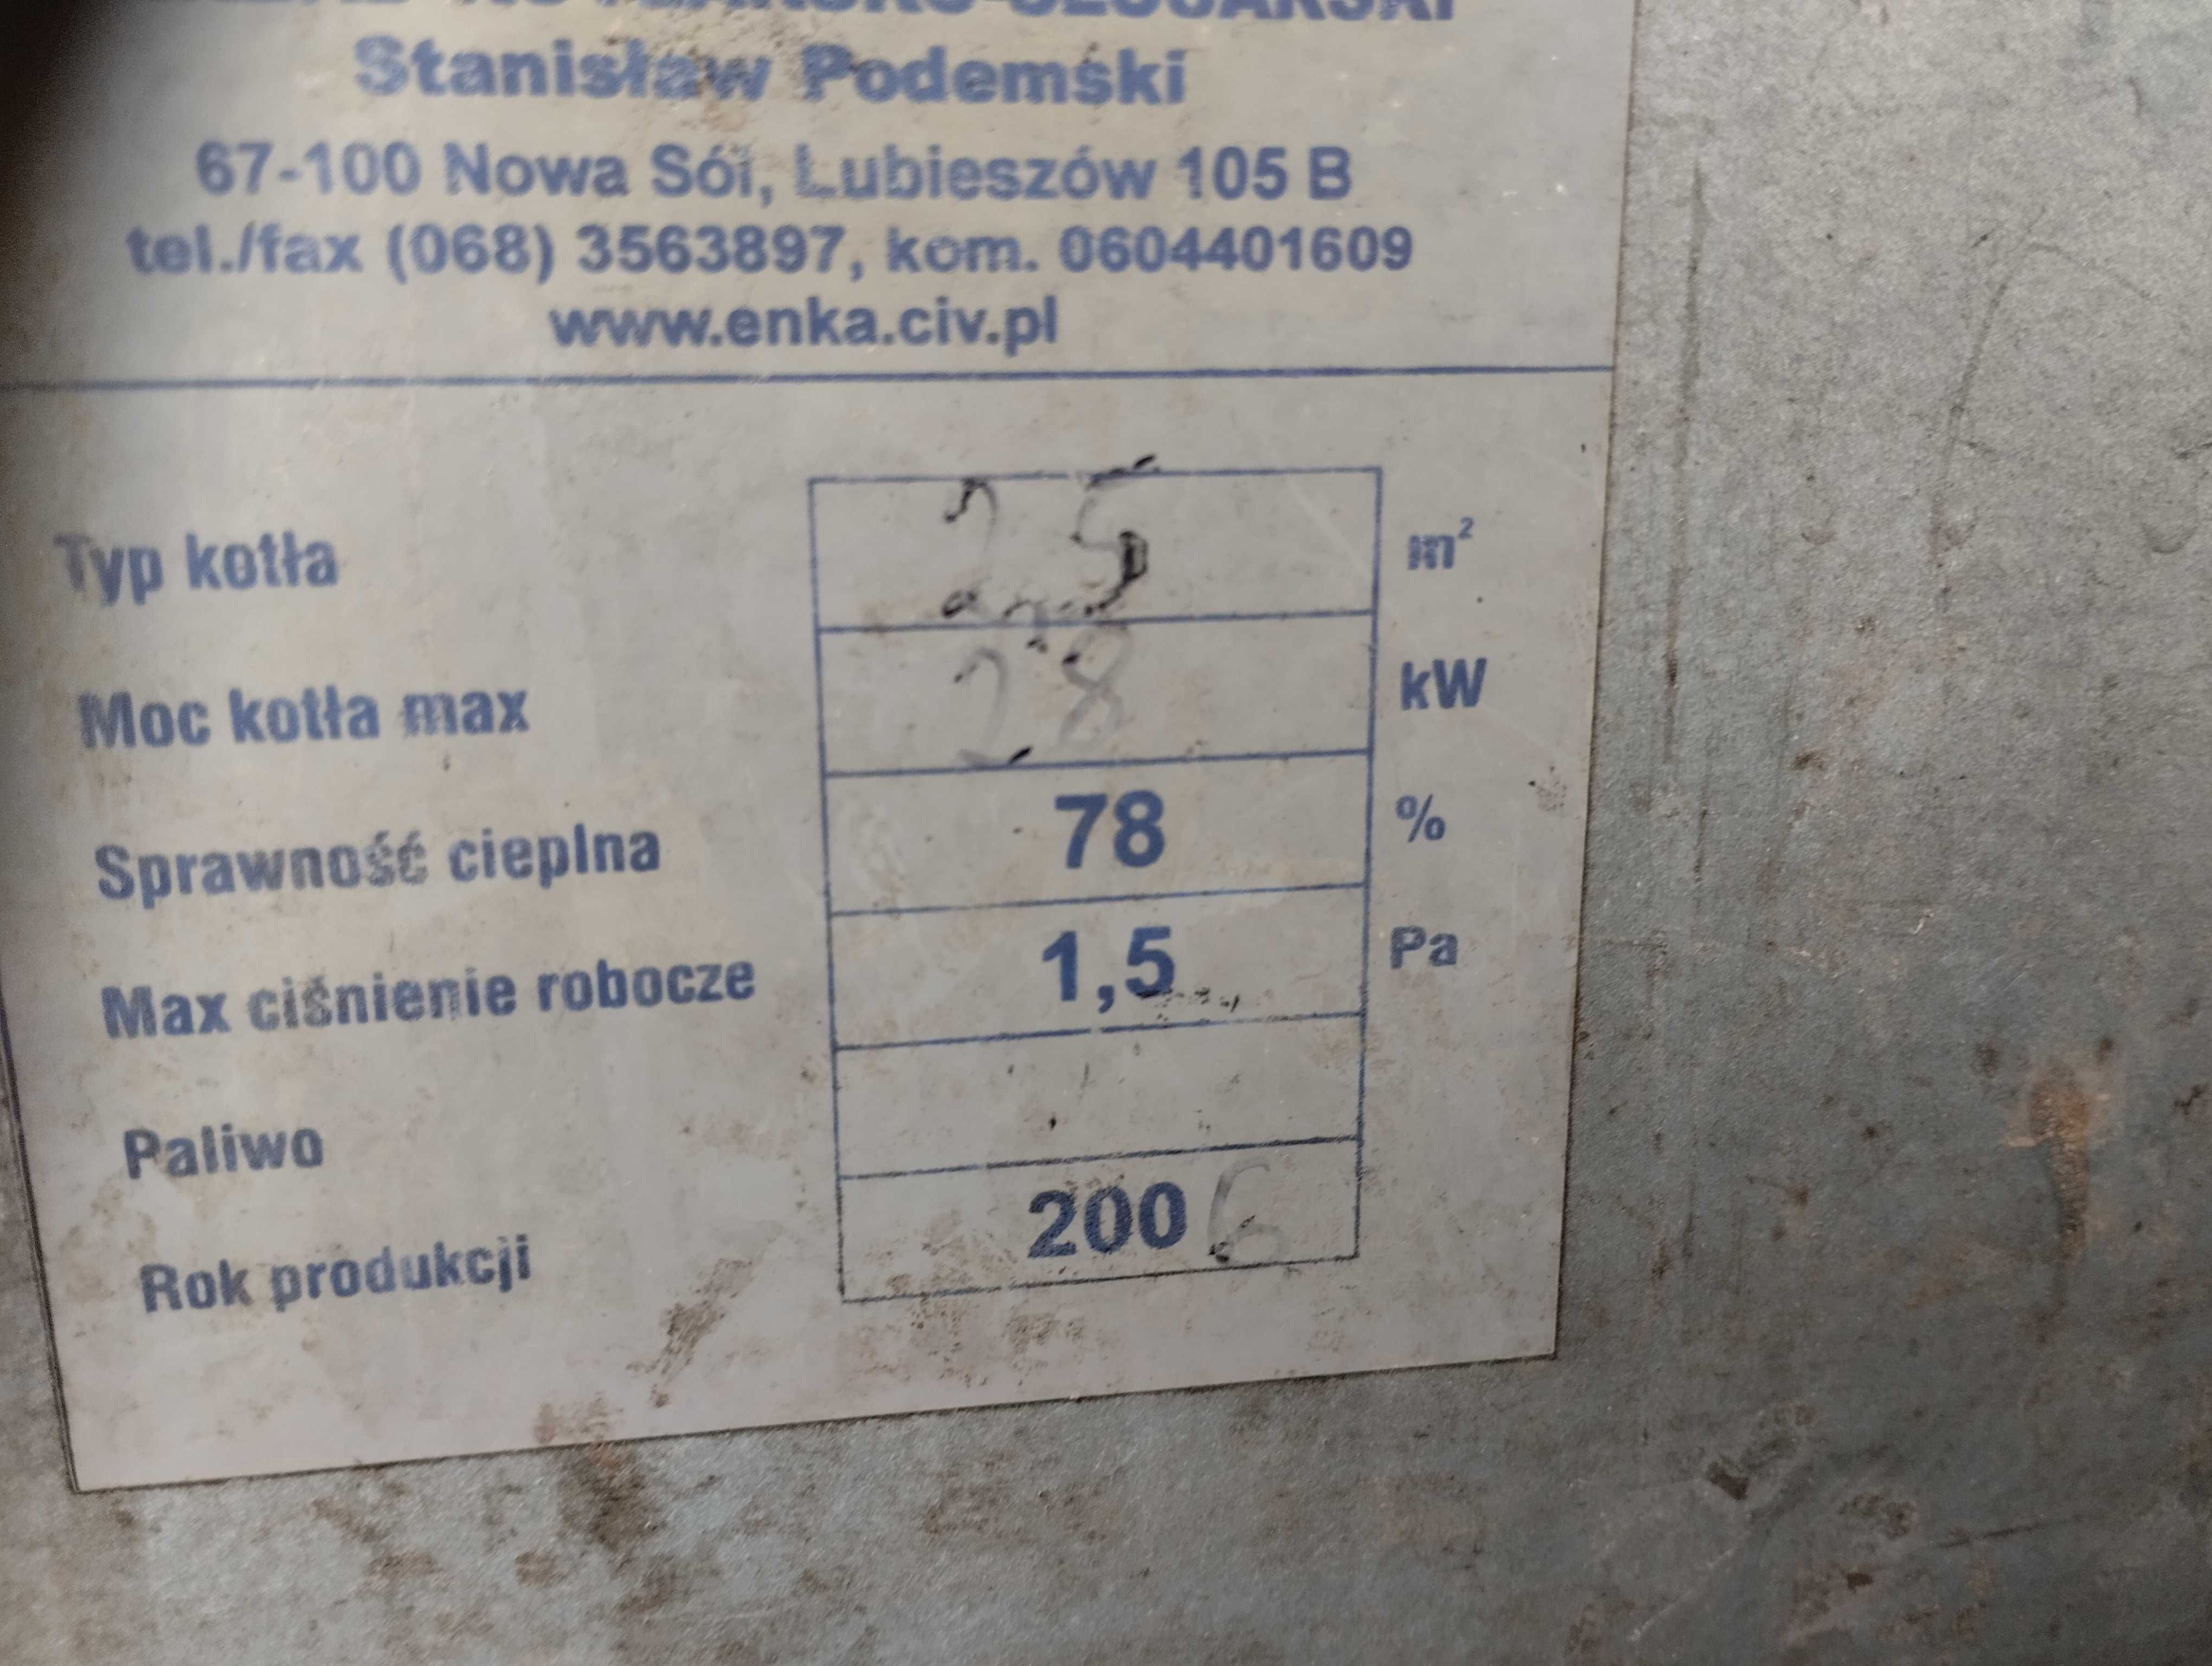 Stanisław Podemski
67-100 Nowa Sól, Lubieszów 105 B
tel./fax (068) 3563897, kom. 0604401609
www.enka.civ.pl
Typ kotła 25 m²
Moc kotła max 28 kW
Sprawność cieplna 78 %
Max ciśnienie robocze 1,5 Pa
Paliwo
Rok produkcji 2006